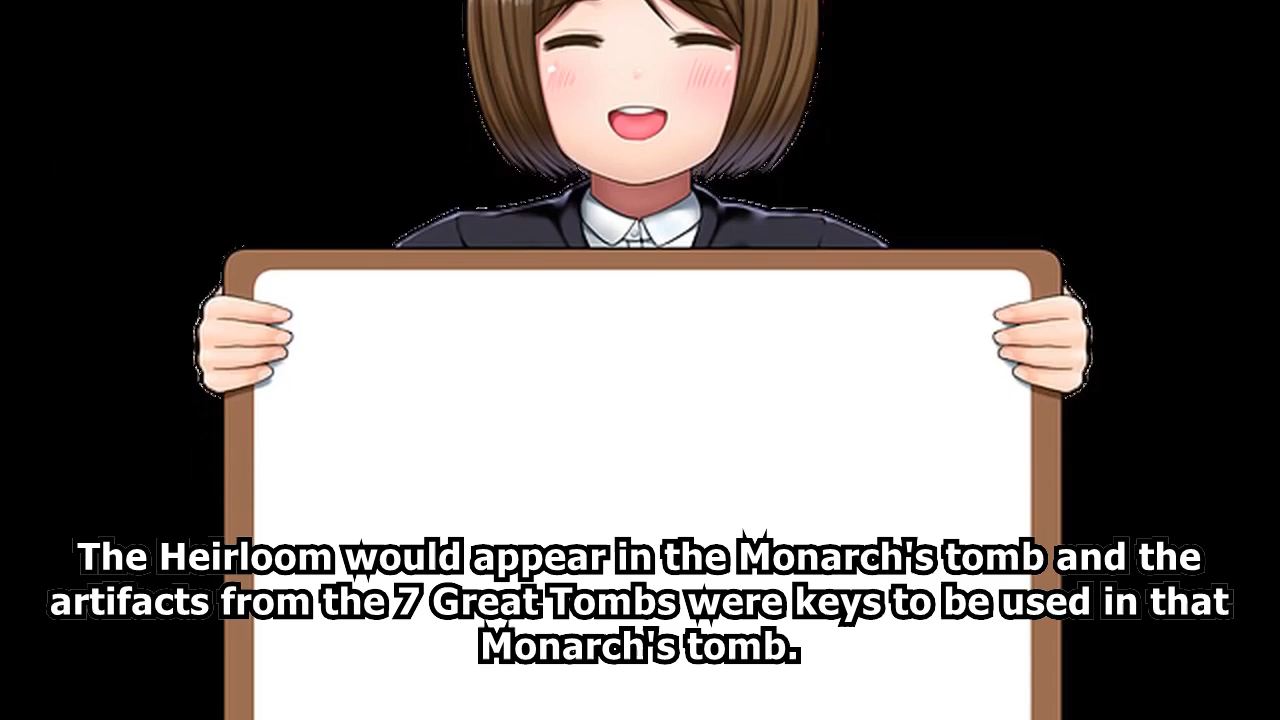 The Heirloom would appear in the Monarch's tomb and the
artifacts from the 7 Great Tombs were keys to be used in that
Monarch's tomb.